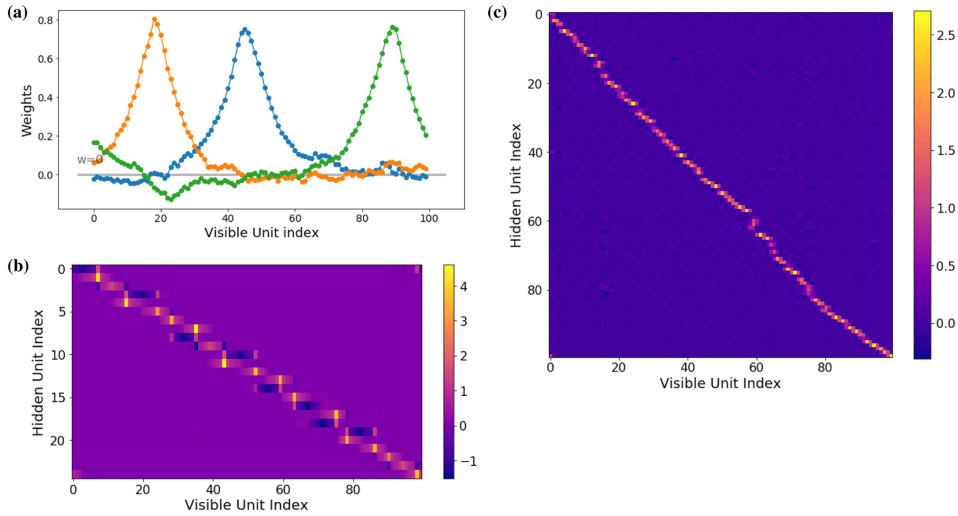 (a)
0.8
0.6
0.4
0.2
0.0
Weights
w=0
0 20 40 60 80 100
Visible Unit index
(b)
0
5
10
15
20
Hidden Unit Index
0 20 40 60 80
Visible Unit Index
4
3
2
1
0
−1
(c)
0
20
40
60
80
Hidden Unit Index
0 20 40 60 80
Visible Unit Index
2.5
2.0
1.5
1.0
0.5
0.0